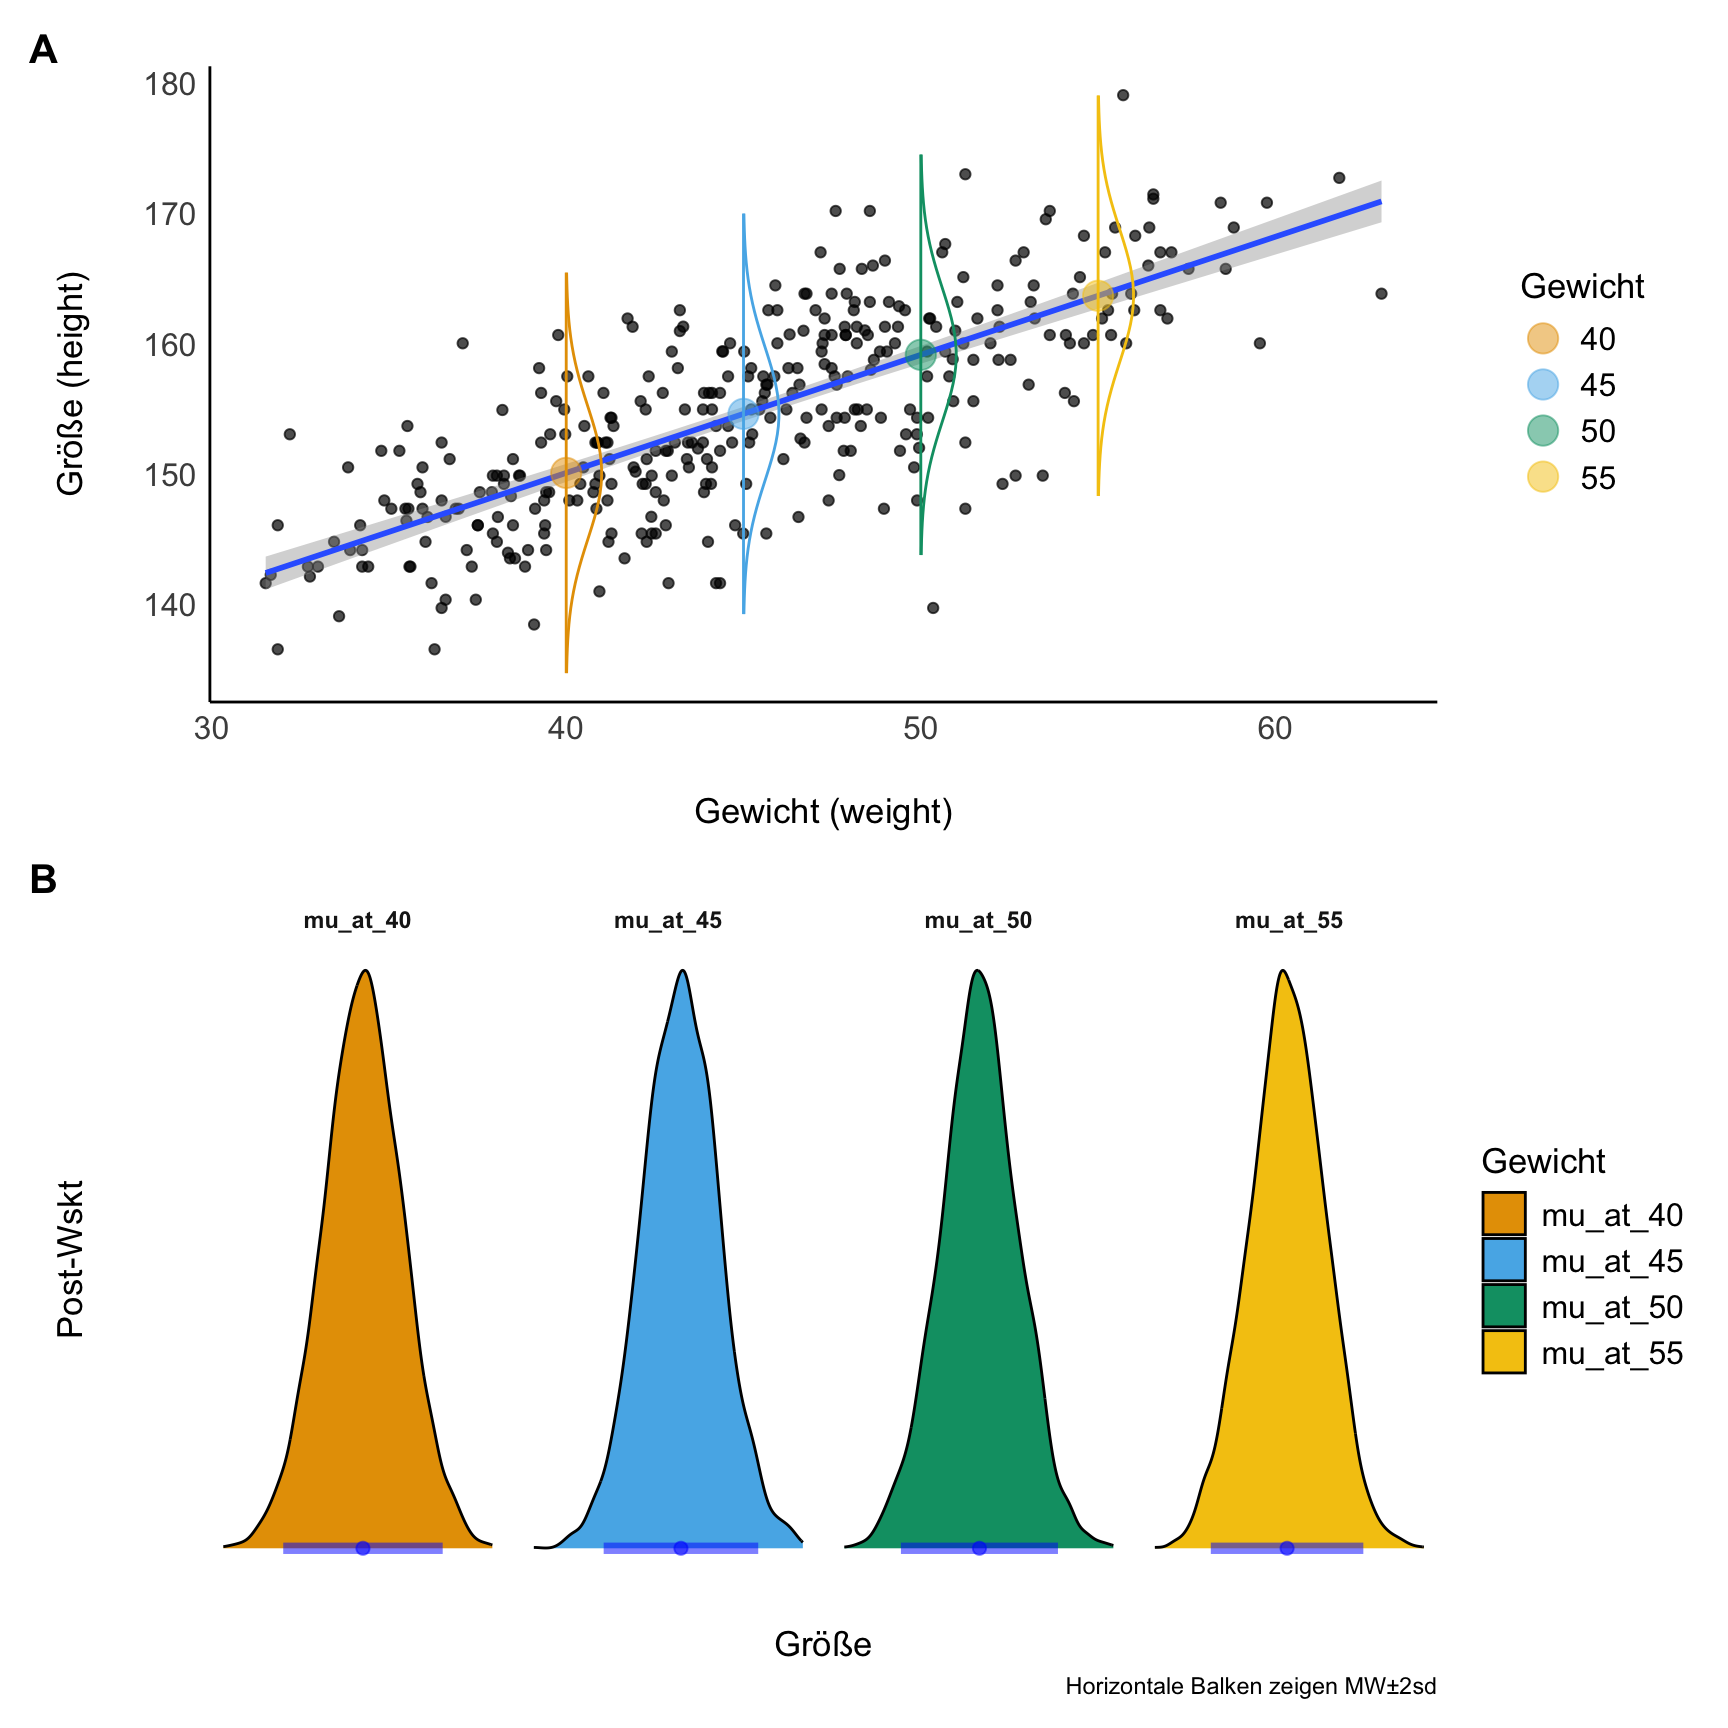 A
180
170
160
150
140
Größe (height)
30 40 50 60
Gewicht (weight)
Gewicht
40
45
50
55
B
mu_at_40 mu_at_45 mu_at_50 mu_at_55
Post-Wskt
Größe
Gewicht
mu_at_40
mu_at_45
mu_at_50
mu_at_55
Horizontale Balken zeigen MW±2sd